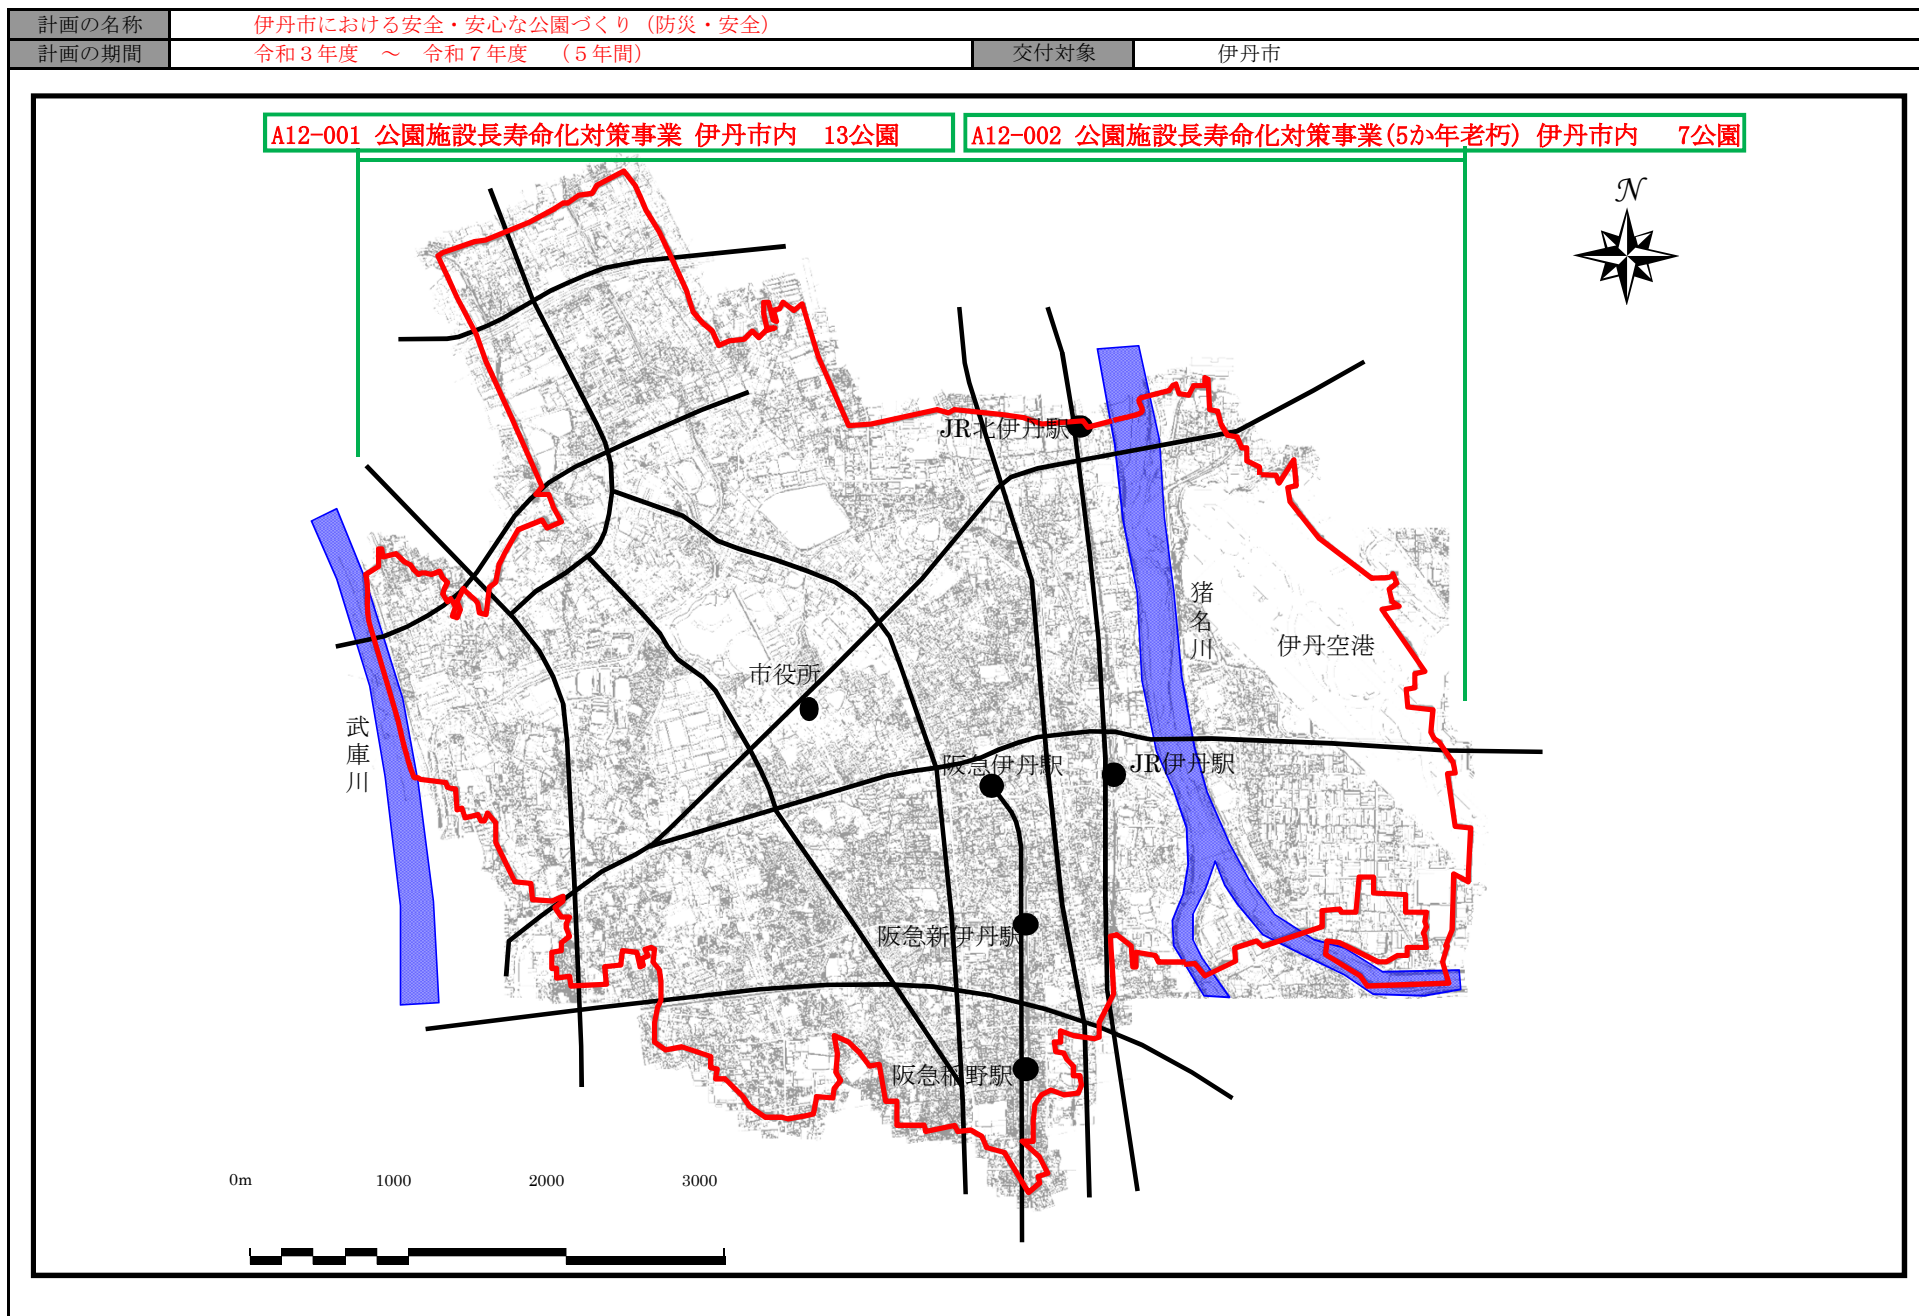 計画の名称 伊丹市における安全・安心な公園づくり（防災・安全）
計画の期間 令和３年度 ～ 令和７年度 （５年間） 交付対象 伊丹市
A12-001 公園施設長寿命化対策事業 伊丹市内 13公園
A12-002 公園施設長寿命化対策事業(5か年老朽) 伊丹市内 7公園
N
JR北伊丹駅
猪名川
伊丹空港
市役所
武庫川
阪急伊丹駅
JR伊丹駅
阪急新伊丹駅
阪急稲野駅
0m 1000 2000 3000